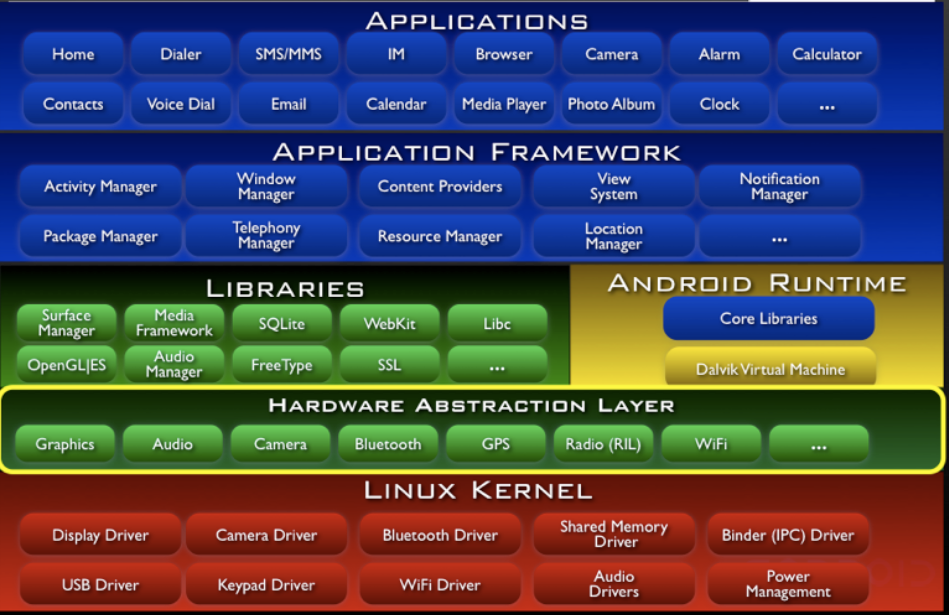 APPLICATIONS
Home
Dialer
SMS/MMS
IM
Browser
Camera
Alarm
Calculator
Contacts
Voice Dial
Email
Calendar
Media Player
Photo Album
Clock
...
APPLICATION FRAMEWORK
Activity Manager
Window
Manager
Content Providers
View
System
Notification
Manager
Package Manager
Telephony
Manager
Resource Manager
Location
Manager
...
LIBRARIES
Surface
Manager
Media
Framework
SQLite
WebKit
Libc
OpenGL|ES
Audio
Manager
FreeType
SSL
...
ANDROID RUNTIME
Core Libraries
Dalvik Virtual Machine
HARDWARE ABSTRACTION LAYER
Graphics
Audio
Camera
Bluetooth
GPS
Radio (RIL)
WiFi
...
LINUX KERNEL
Display Driver
Camera Driver
Bluetooth Driver
Shared Memory
Driver
Binder (IPC) Driver
USB Driver
Keypad Driver
WiFi Driver
Audio
Drivers
Power
Management